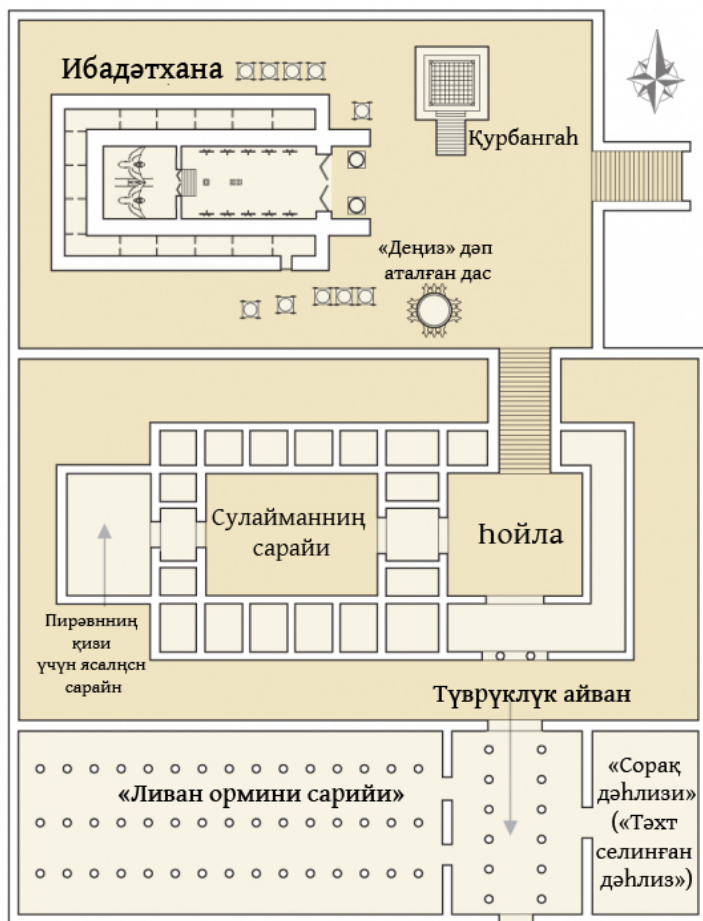 Ибадәтхана
Қурбангаһ
«Деңиз» дәп
аталған дас
Сулайманниң
сарайи
һойла
Пирәвнниң
қизи
үчүн ясалңсн
сарайн
Түврүклүк айван
«Ливан ормини сарийи»
«Сорақ
дәһлизи»
(«Тәхт
селинған
дәһлиз»)